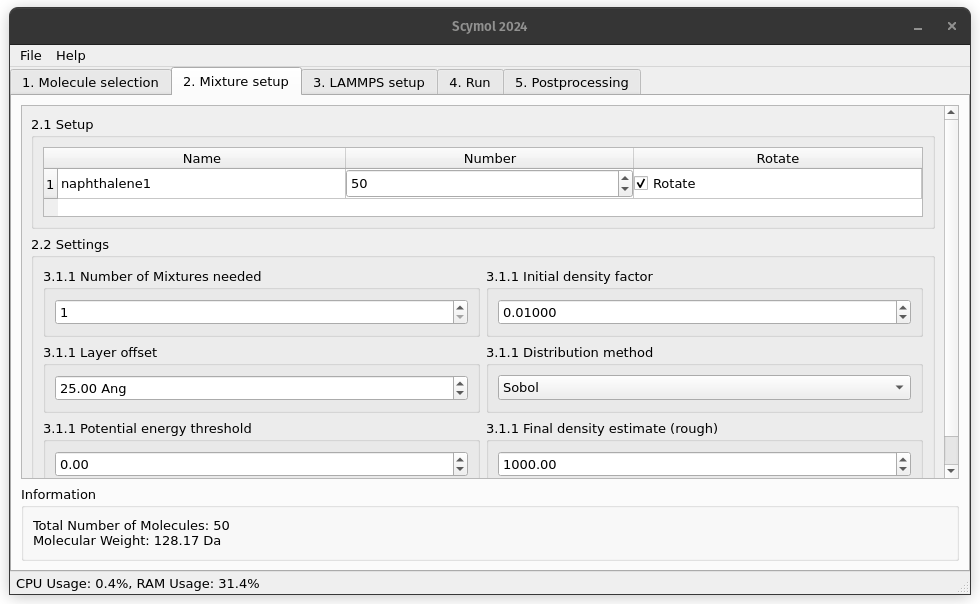 Scymol 2024
File Help
1. Molecule selection 2. Mixture setup 3. LAMMPS setup 4. Run 5. Postprocessing
2.1 Setup
Name Number Rotate
1 naphthalene1 50 Rotate
2.2 Settings
3.1.1 Number of Mixtures needed 3.1.1 Initial density factor
1 0.01000
3.1.1 Layer offset 3.1.1 Distribution method
25.00 Ang Sobol
3.1.1 Potential energy threshold 3.1.1 Final density estimate (rough)
0.00 1000.00
Information
Total Number of Molecules: 50
Molecular Weight: 128.17 Da
CPU Usage: 0.4%, RAM Usage: 31.4%